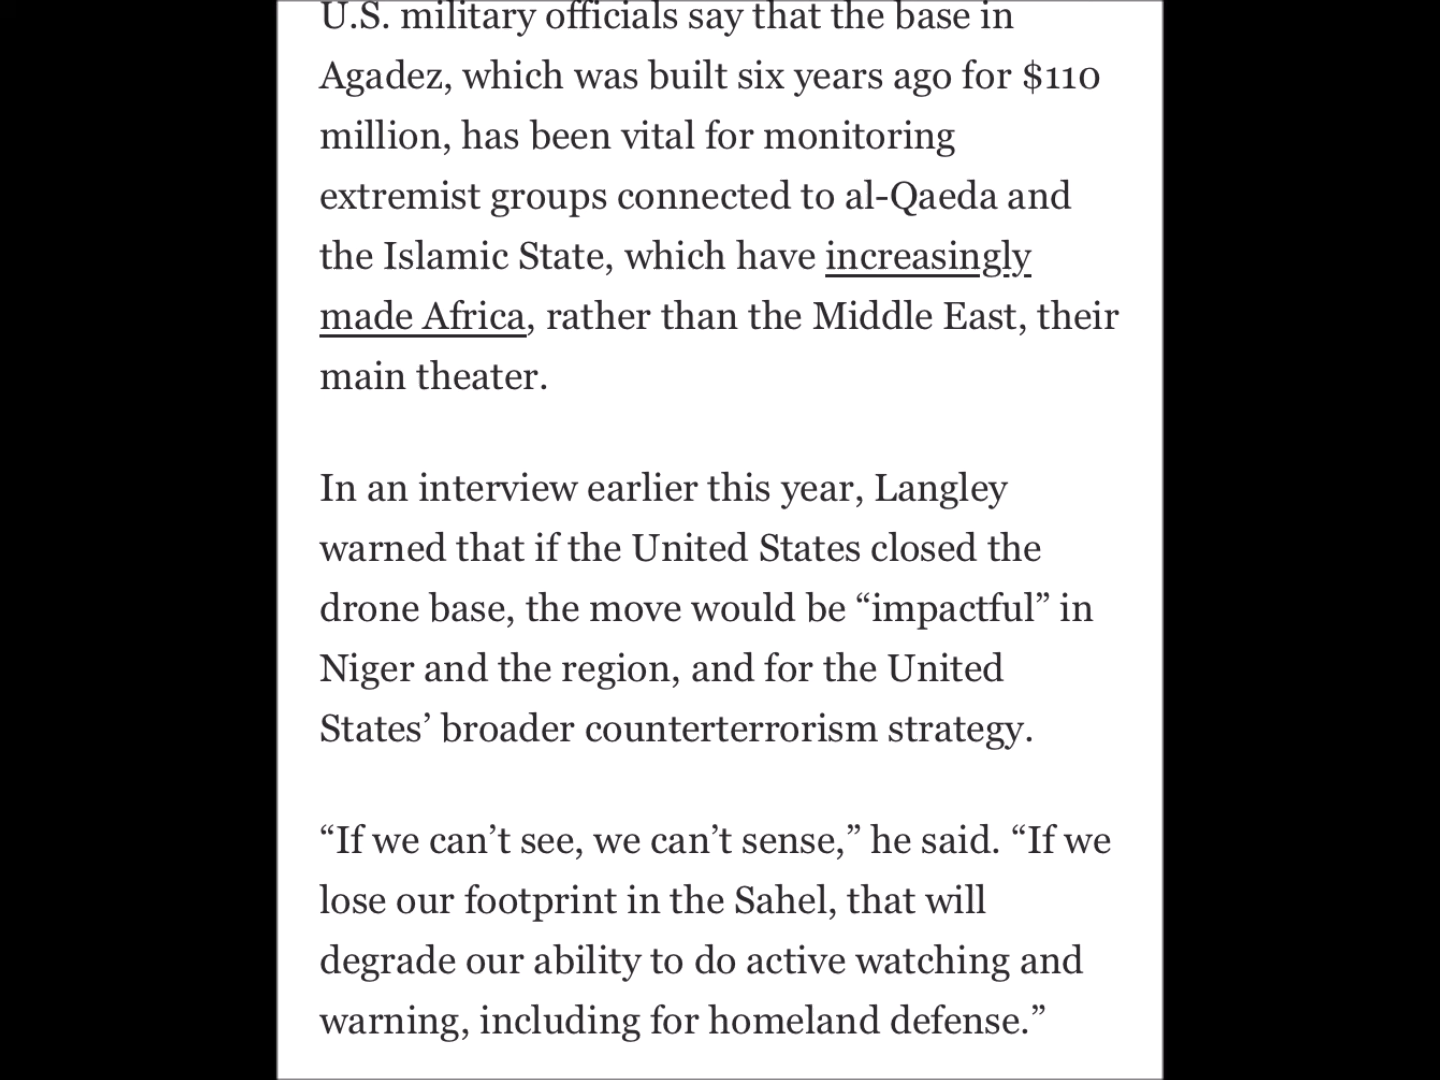 U.S. military officials say that the base in
Agadez, which was built six years ago for $110
million, has been vital for monitoring
extremist groups connected to al-Qaeda and
the Islamic State, which have increasingly
made Africa, rather than the Middle East, their
main theater.
In an interview earlier this year, Langley
warned that if the United States closed the
drone base, the move would be “impactful” in
Niger and the region, and for the United
States’ broader counterterrorism strategy.
“If we can’t see, we can’t sense,” he said. “If we
lose our footprint in the Sahel, that will
degrade our ability to do active watching and
warning, including for homeland defense.”